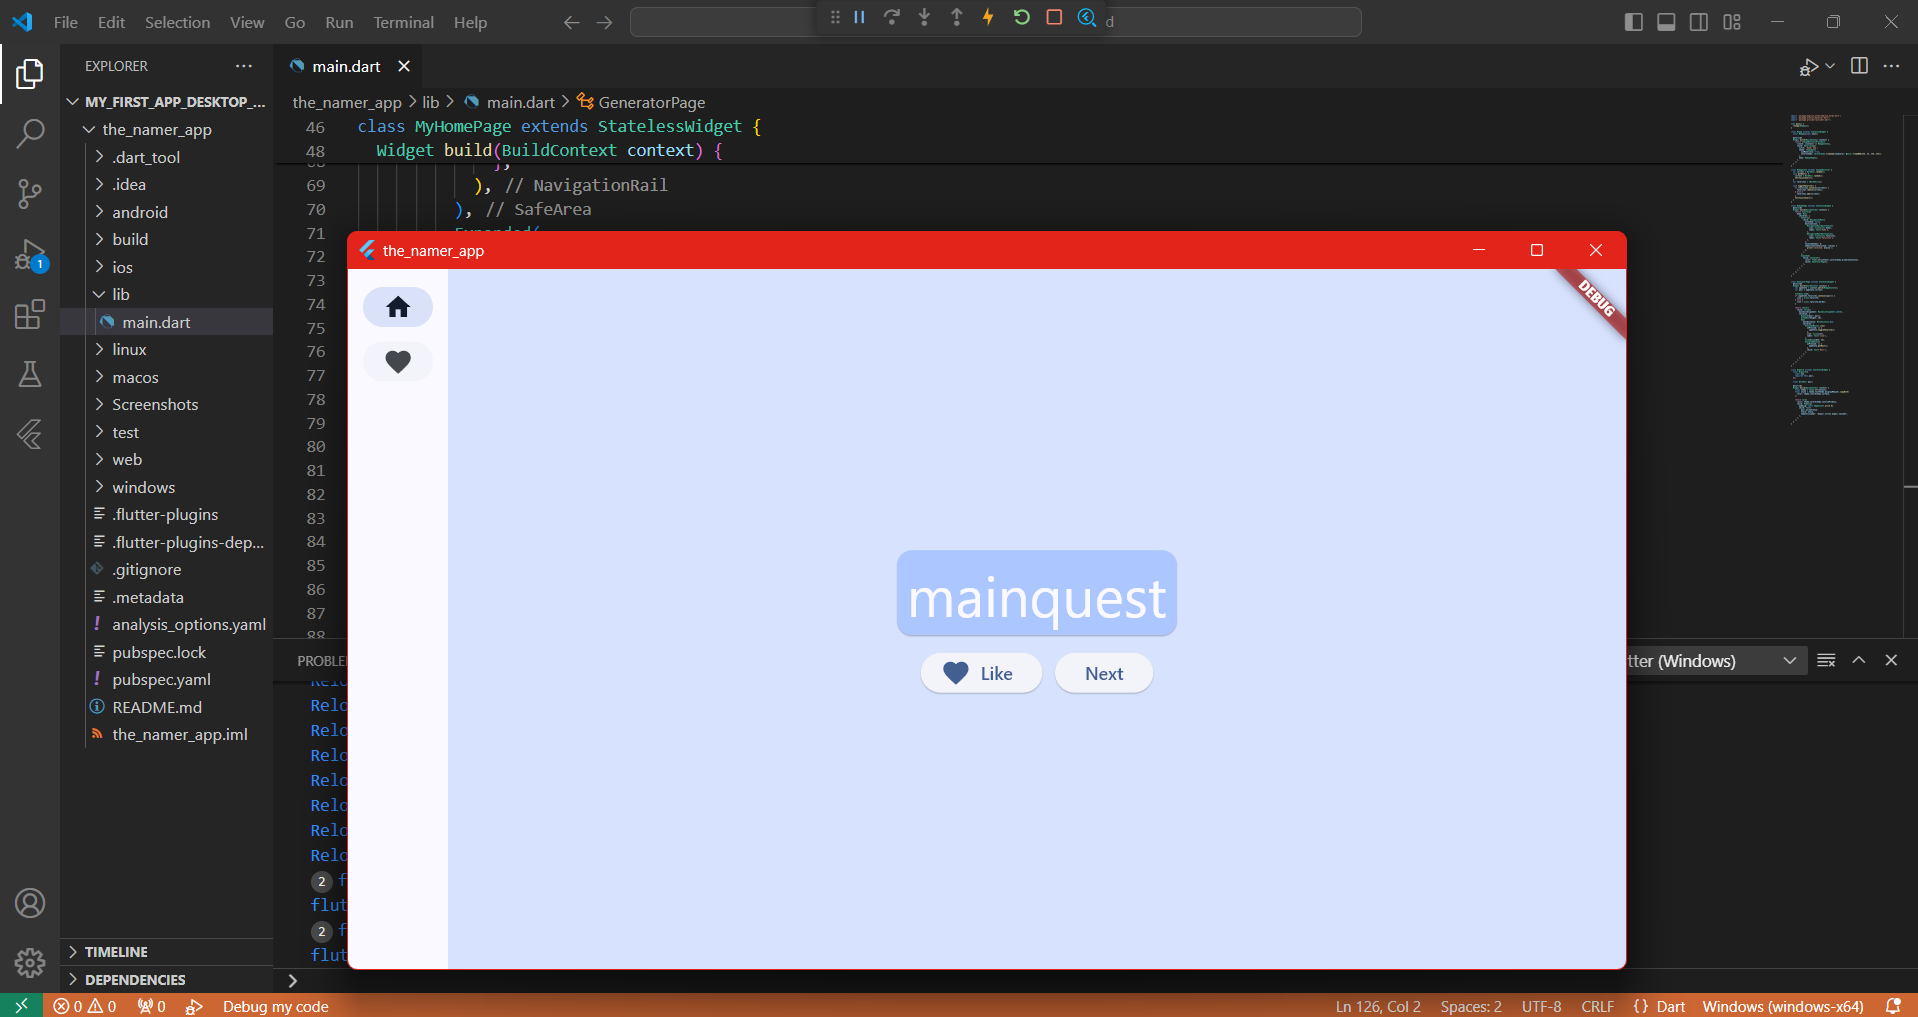 File Edit Selection View Go Run Terminal Help
d
EXPLORER
MY_FIRST_APP_DESKTOP_...
the_namer_app
.dart_tool
.idea
android
build
ios
lib
main.dart
linux
macos
Screenshots
test
web
windows
.flutter-plugins
.flutter-plugins-dep...
.gitignore
.metadata
analysis_options.yaml
pubspec.lock
pubspec.yaml
README.md
the_namer_app.iml
TIMELINE
DEPENDENCIES
main.dart
the_namer_app > lib > main.dart > GeneratorPage
46 class MyHomePage extends StatelessWidget {
48 Widget build(BuildContext context) {
69 ), // NavigationRail
70 ), // SafeArea
71 Expanded(
72
73
74
75
76
77
78
79
80
81
82
83
84
85
86
87
88
the_namer_app
DEBUG
mainquest
Like Next
PROBLE
tter (Windows)
Relo
Relo
Relo
Relo
Relo
Relo
Relo
Relo
2 f
flut
2 f
flut
0 0 0 Debug my code
Ln 126, Col 2 Spaces: 2 UTF-8 CRLF {} Dart Windows (windows-x64)
1